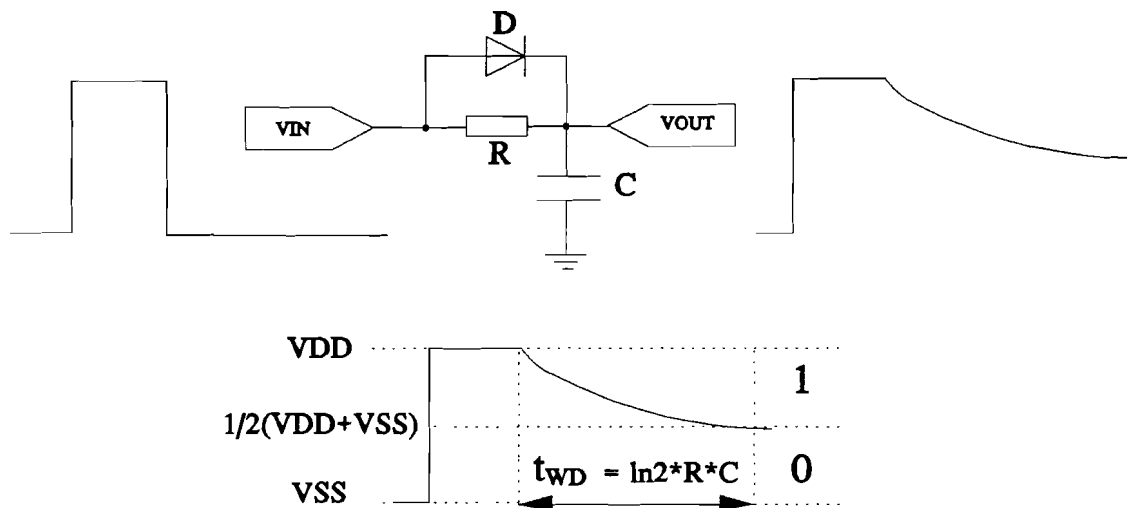 D
VIN
VOUT
R
C
VDD
1
1/2(VDD+VSS)
tWD = ln2*R*C
0
VSS